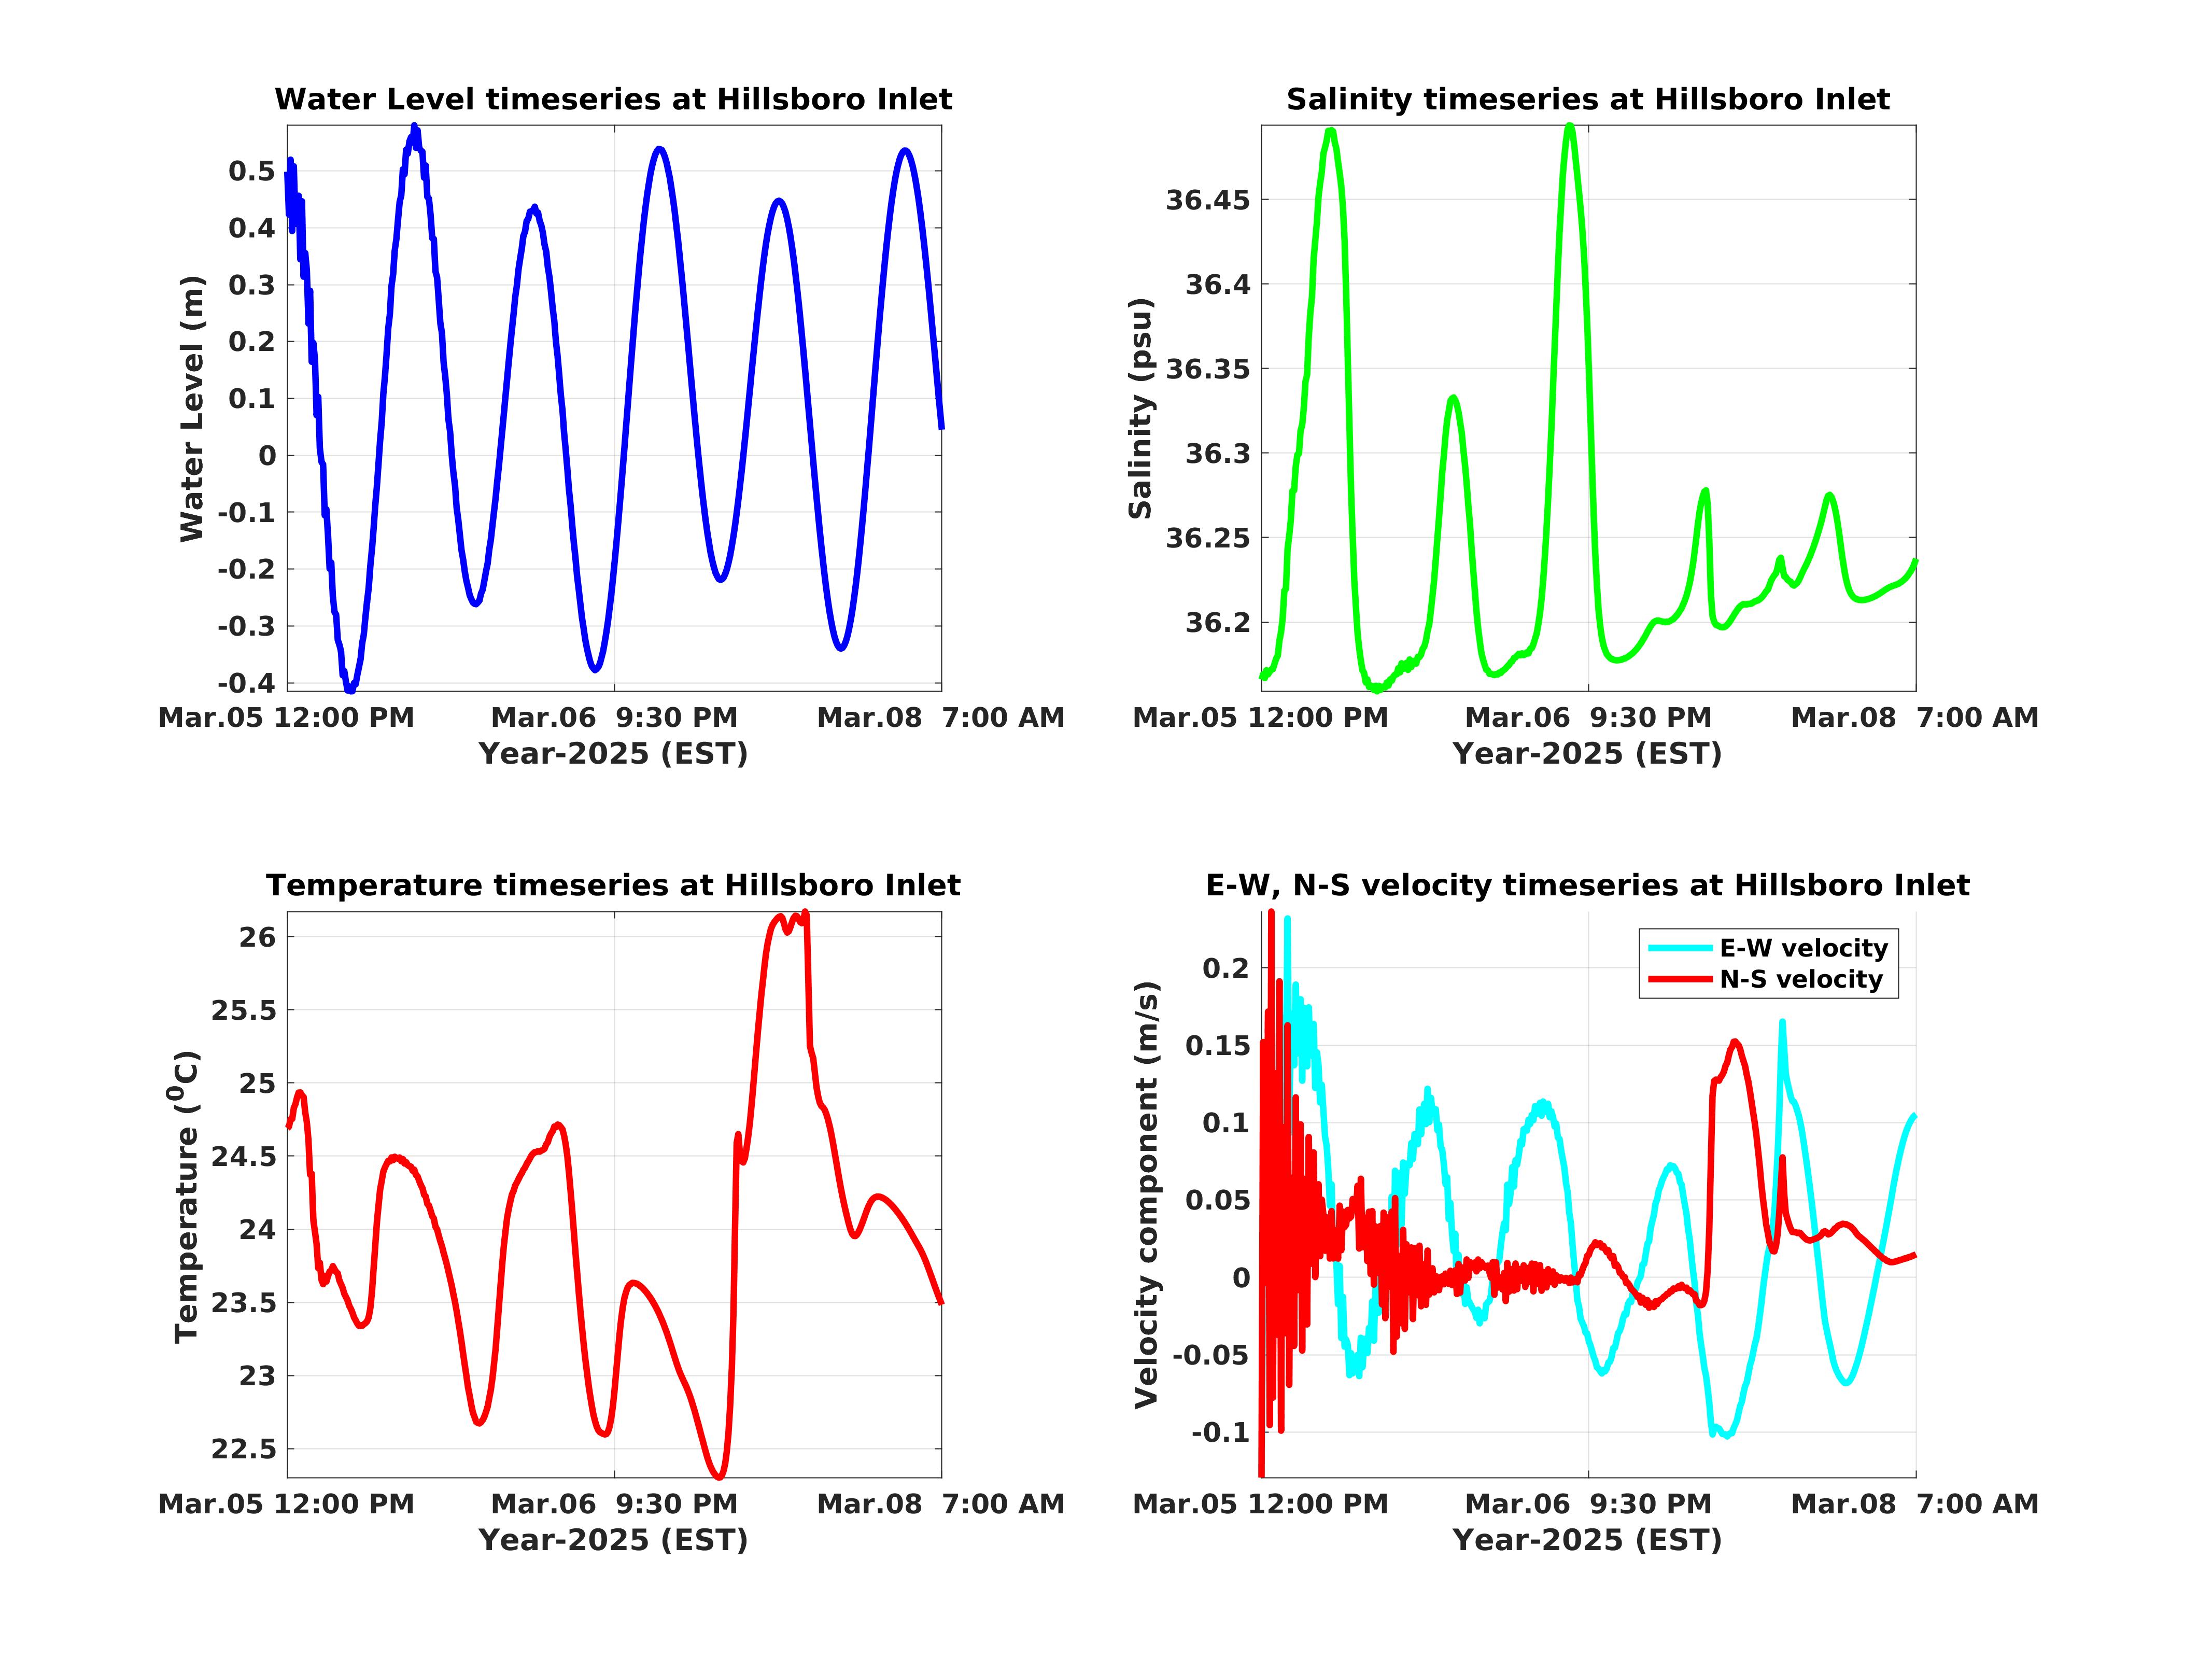 Water Level timeseries at Hillsboro Inlet
Water Level (m)
0.5
0.4
0.3
0.2
0.1
0
-0.1
-0.2
-0.3
-0.4
Mar.05 12:00 PM Mar.06 9:30 PM Mar.08 7:00 AM
Year-2025 (EST)
Salinity timeseries at Hillsboro Inlet
Salinity (psu)
36.45
36.4
36.35
36.3
36.25
36.2
Mar.05 12:00 PM Mar.06 9:30 PM Mar.08 7:00 AM
Year-2025 (EST)
Temperature timeseries at Hillsboro Inlet
Temperature (⁰C)
26
25.5
25
24.5
24
23.5
23
22.5
Mar.05 12:00 PM Mar.06 9:30 PM Mar.08 7:00 AM
Year-2025 (EST)
E-W, N-S velocity timeseries at Hillsboro Inlet
Velocity component (m/s)
0.2
0.15
0.1
0.05
0
-0.05
-0.1
E-W velocity
N-S velocity
Mar.05 12:00 PM Mar.06 9:30 PM Mar.08 7:00 AM
Year-2025 (EST)